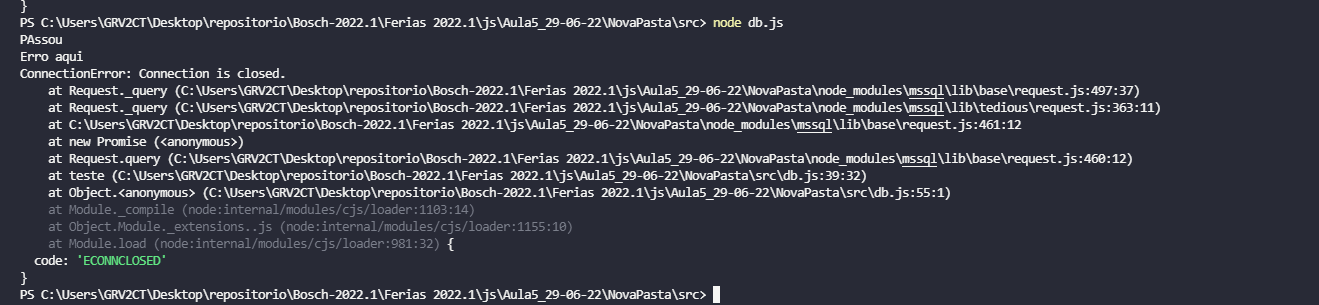 }
PS C:\Users\GRV2CT\Desktop\repositorio\Bosch-2022.1\Ferias 2022.1\js\Aula5_29-06-22\NovaPasta\src> node db.js
PAssou
Erro aqui
ConnectionError: Connection is closed.
    at Request._query (C:\Users\GRV2CT\Desktop\repositorio\Bosch-2022.1\Ferias 2022.1\js\Aula5_29-06-22\NovaPasta\node_modules\mssql\lib\base\request.js:497:37)
    at Request._query (C:\Users\GRV2CT\Desktop\repositorio\Bosch-2022.1\Ferias 2022.1\js\Aula5_29-06-22\NovaPasta\node_modules\mssql\lib\tedious\request.js:363:11)
    at C:\Users\GRV2CT\Desktop\repositorio\Bosch-2022.1\Ferias 2022.1\js\Aula5_29-06-22\NovaPasta\node_modules\mssql\lib\base\request.js:461:12
    at new Promise (<anonymous>)
    at Request.query (C:\Users\GRV2CT\Desktop\repositorio\Bosch-2022.1\Ferias 2022.1\js\Aula5_29-06-22\NovaPasta\node_modules\mssql\lib\base\request.js:460:12)
    at teste (C:\Users\GRV2CT\Desktop\repositorio\Bosch-2022.1\Ferias 2022.1\js\Aula5_29-06-22\NovaPasta\src\db.js:39:32)
    at Object.<anonymous> (C:\Users\GRV2CT\Desktop\repositorio\Bosch-2022.1\Ferias 2022.1\js\Aula5_29-06-22\NovaPasta\src\db.js:55:1)
    at Module._compile (node:internal/modules/cjs/loader:1103:14)
    at Object.Module._extensions..js (node:internal/modules/cjs/loader:1155:10)
    at Module.load (node:internal/modules/cjs/loader:981:32) {
  code: 'ECONNCLOSED'
}
PS C:\Users\GRV2CT\Desktop\repositorio\Bosch-2022.1\Ferias 2022.1\js\Aula5_29-06-22\NovaPasta\src>